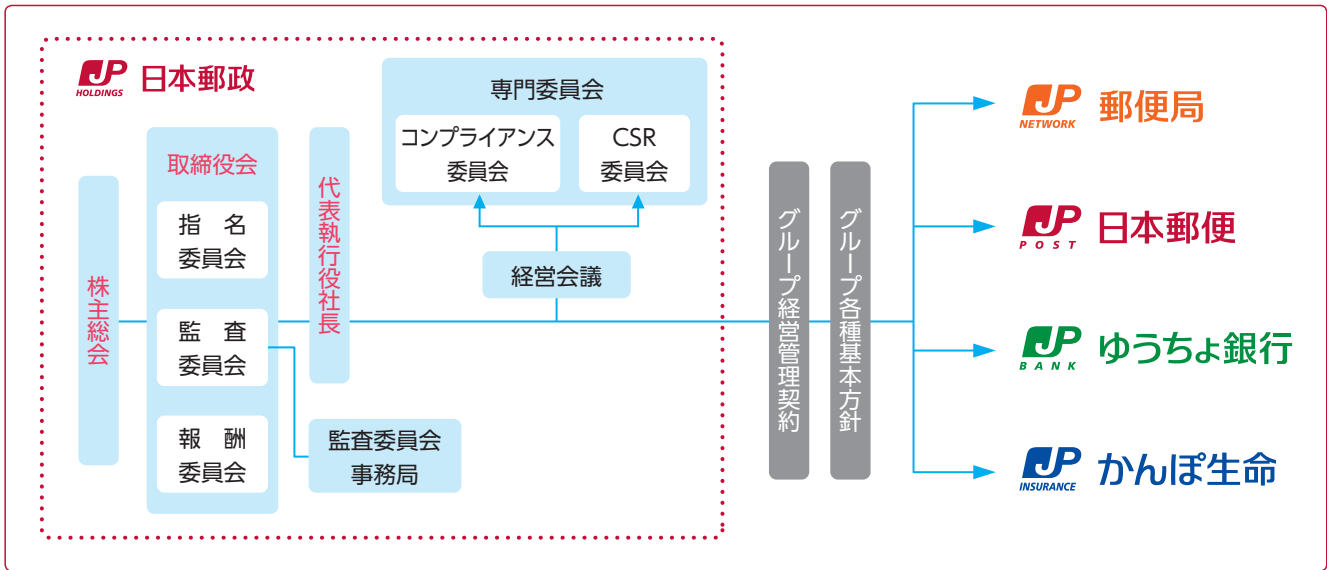 JP
HOLDINGS
日本郵政
株主総会
取締役会
指 名
委員会
監 査
委員会
報 酬
委員会
代表執行役社長
監査委員会
事務局
専門委員会
コンプライアンス
委員会
CSR
委員会
経営会議
グループ経営管理契約
グループ各種基本方針
JP
NETWORK
郵便局
JP
POST
日本郵便
JP
BANK
ゆうちょ銀行
JP
INSURANCE
かんぽ生命